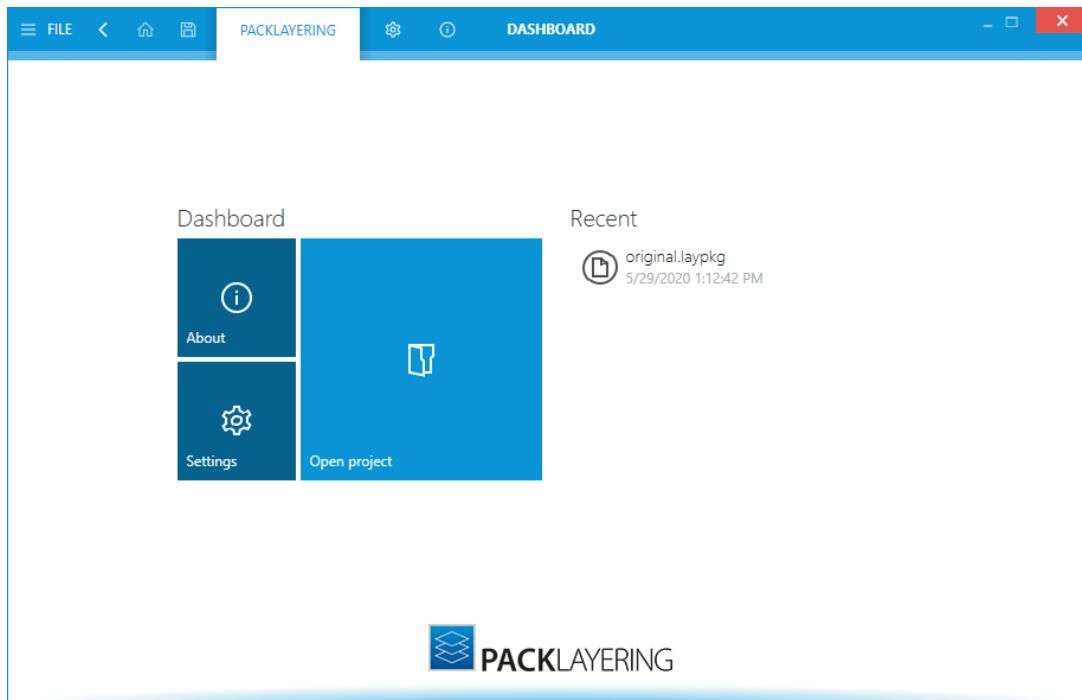 FILE
PACKLAYERING
DASHBOARD
Dashboard
About
Settings
Open project
Recent
original.laypkg
5/29/2020 1:12:42 PM
PACKLAYERING